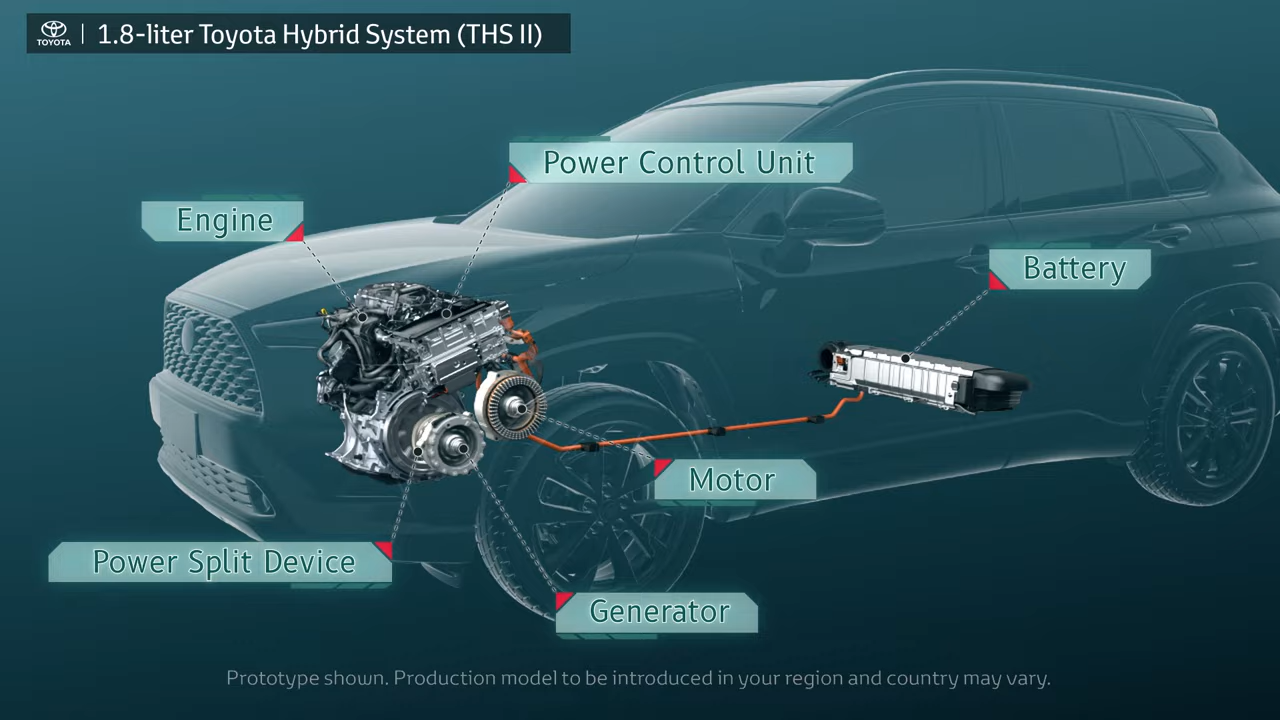 TOYOTA
1.8-liter Toyota Hybrid System (THS II)
Power Control Unit
Engine
Battery
Motor
Power Split Device
Generator
Prototype shown. Production model to be introduced in your region and country may vary.